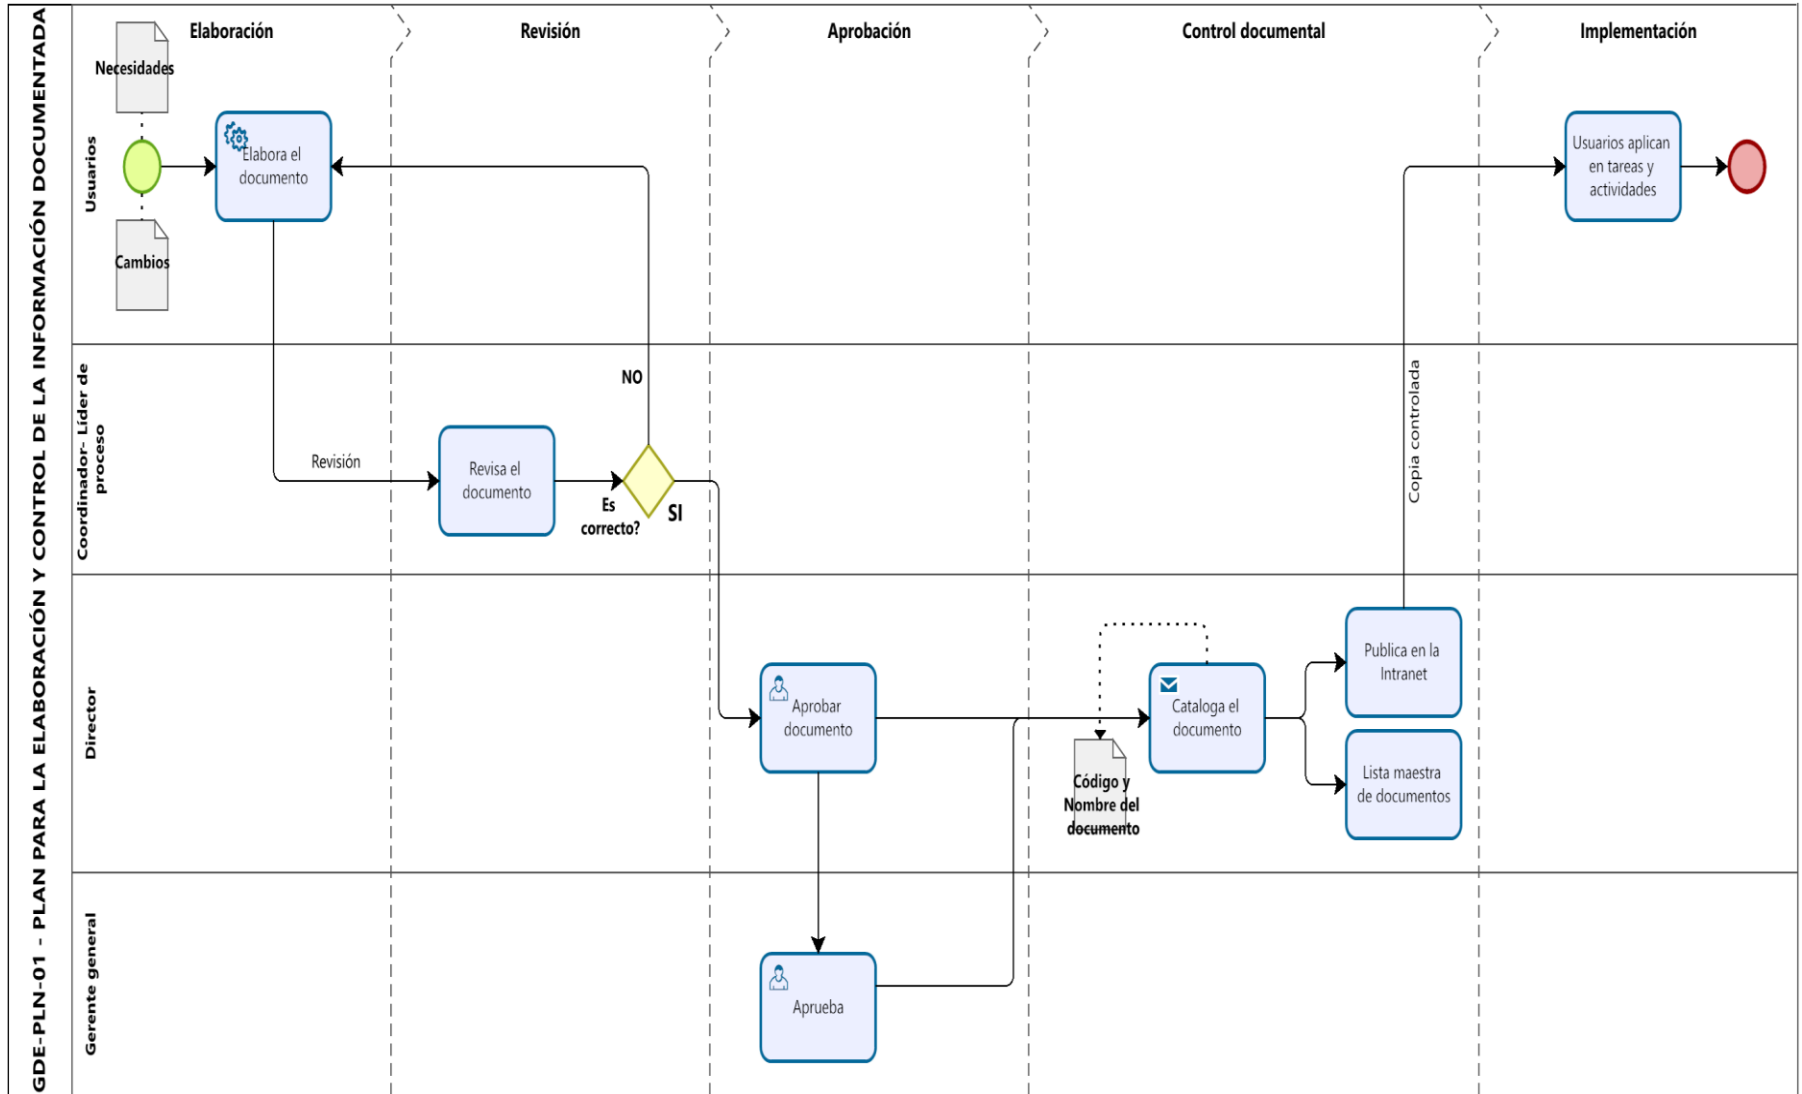 GDE-PLN-01 - PLAN PARA LA ELABORACIÓN Y CONTROL DE LA INFORMACIÓN DOCUMENTADA
Elaboración
Revisión
Aprobación
Control documental
Implementación
Usuarios
Necesidades
Cambios
Elabora el
documento
Usuarios aplican
en tareas y
actividades
Coordinador- Líder de
proceso
Revisión
Revisa el
documento
Es
correcto?
NO
SI
Copia controlada
Director
Aprobar
documento
Código y
Nombre del
documento
Cataloga el
documento
Publica en la
Intranet
Lista maestra
de documentos
Gerente general
Aprueba